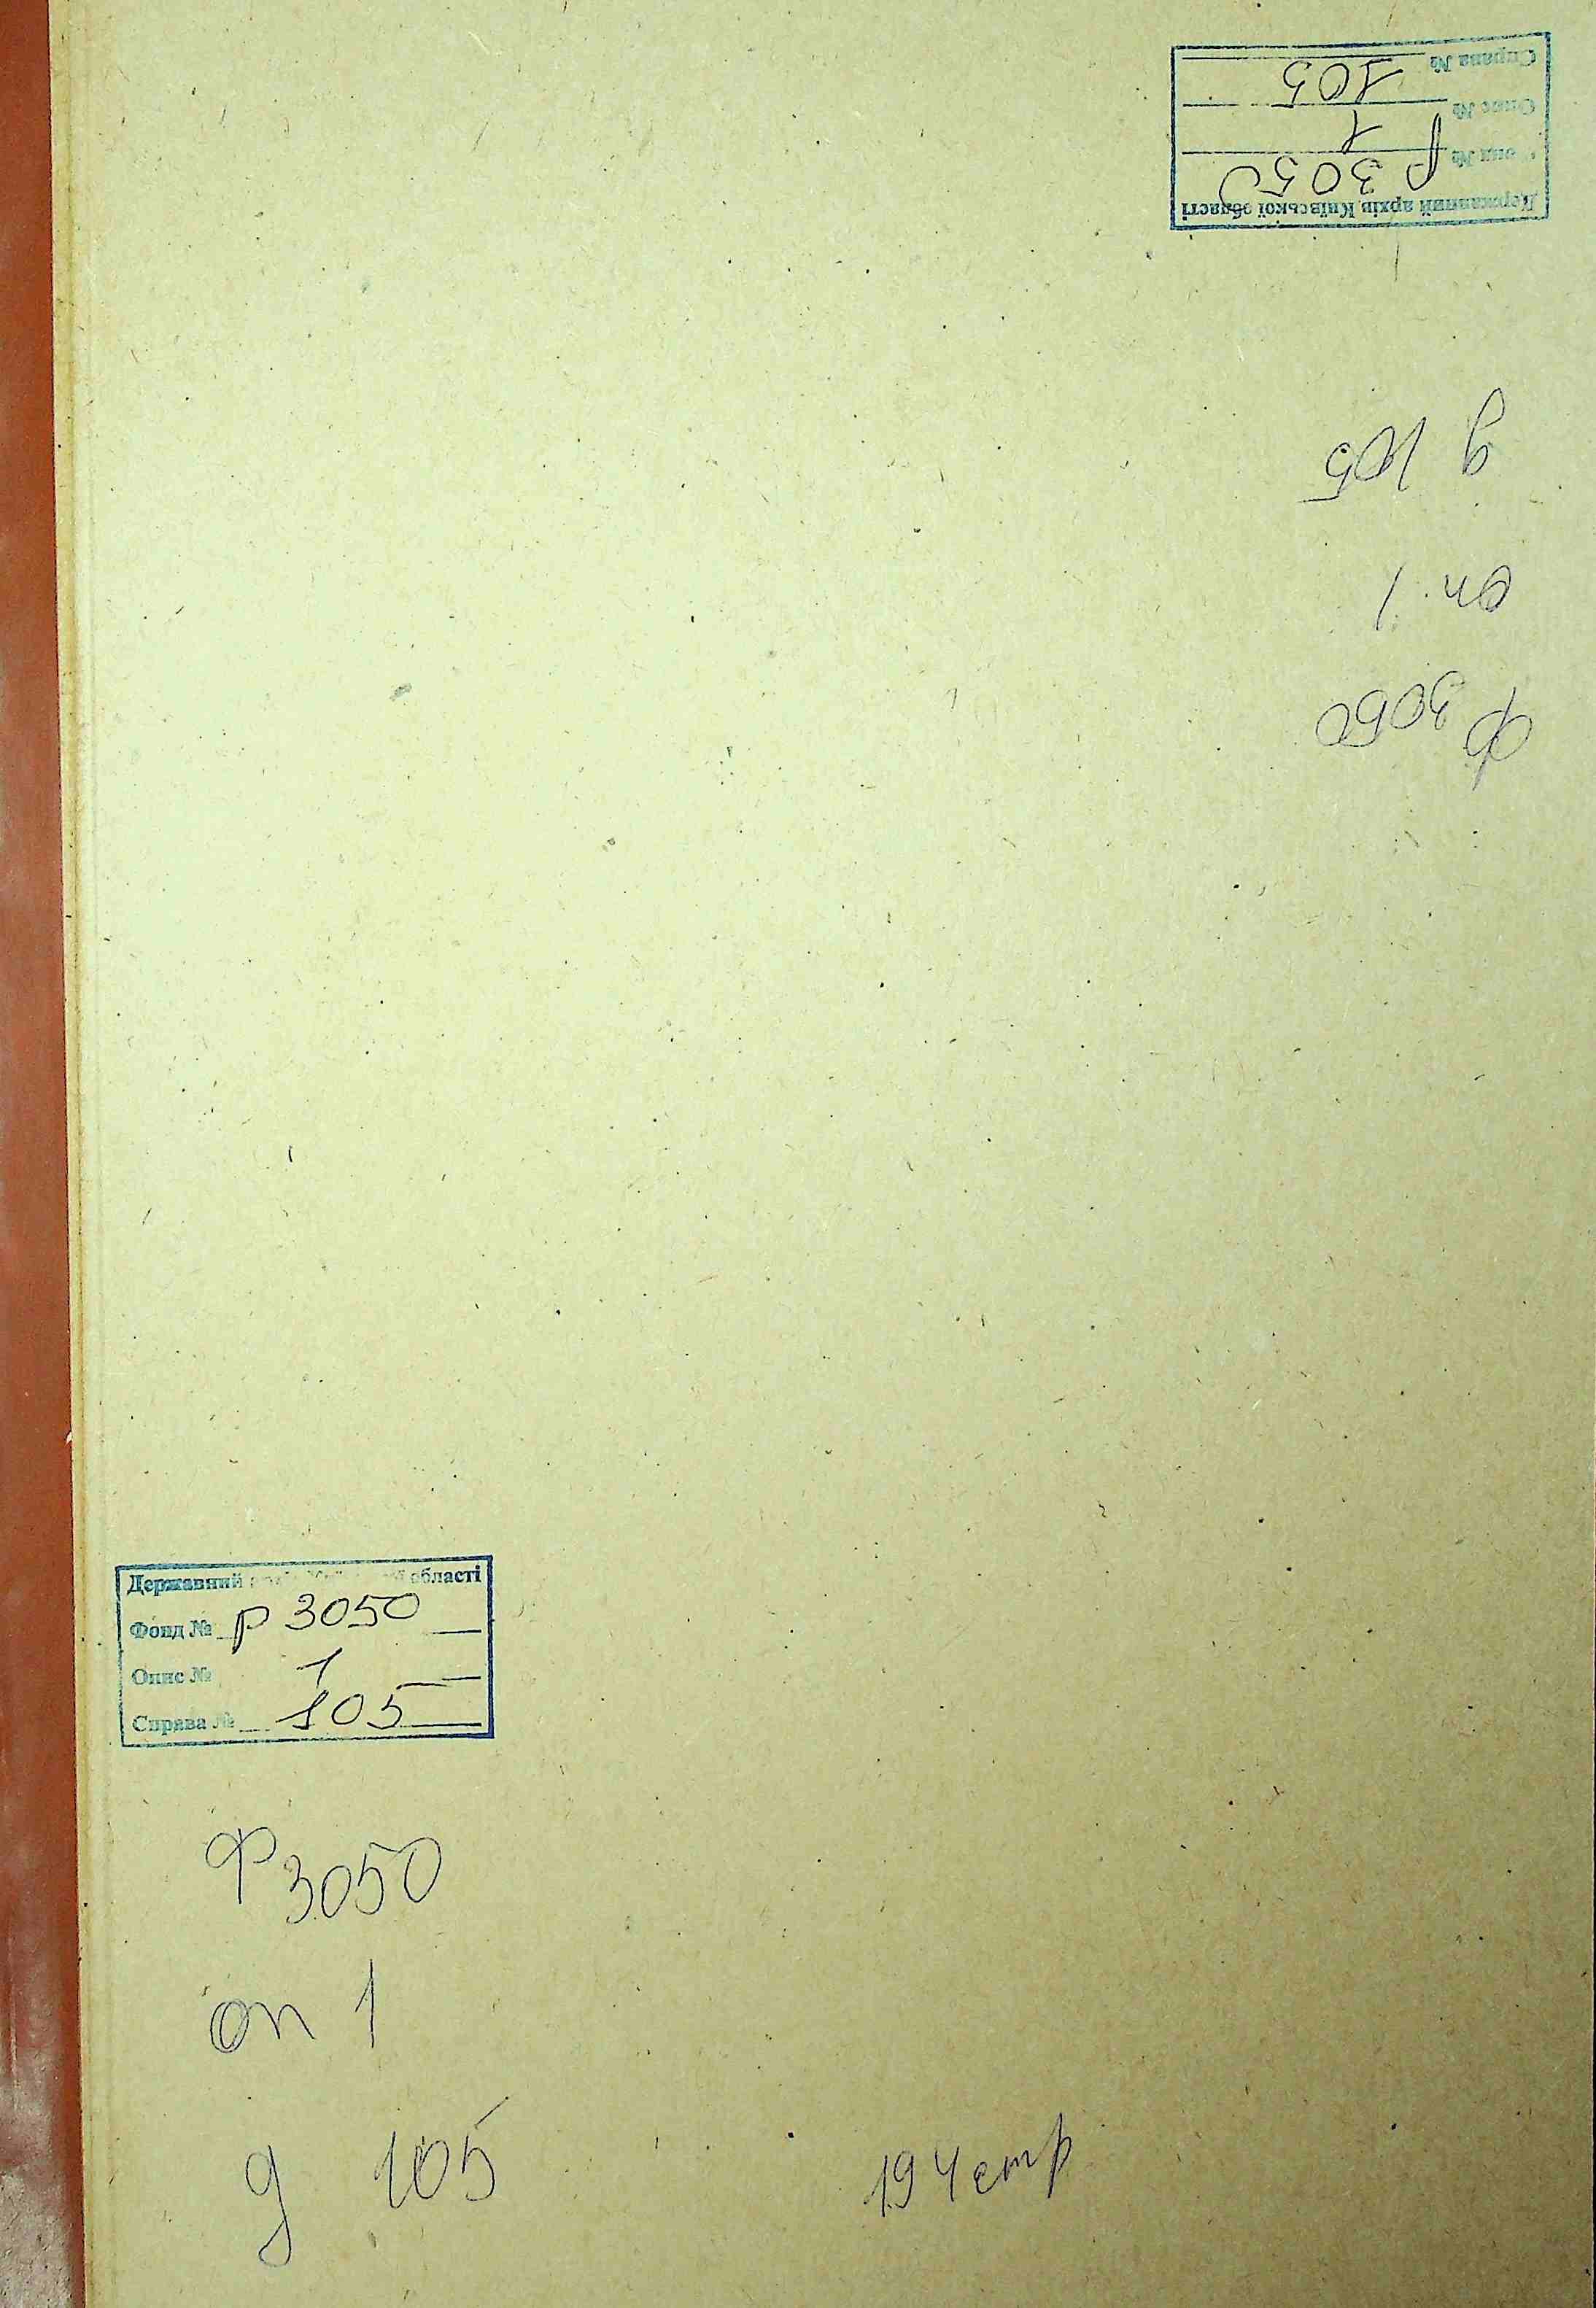 Державний архів Київської області
Фонд № р 3050
Опис № 1
Справа № 105
ф 3050
оп. 1
д 105
Державний області
Фонд № р 3050
Опис № 1
Справа № 105
Ф 3050
оп 1
д 105
194 стр